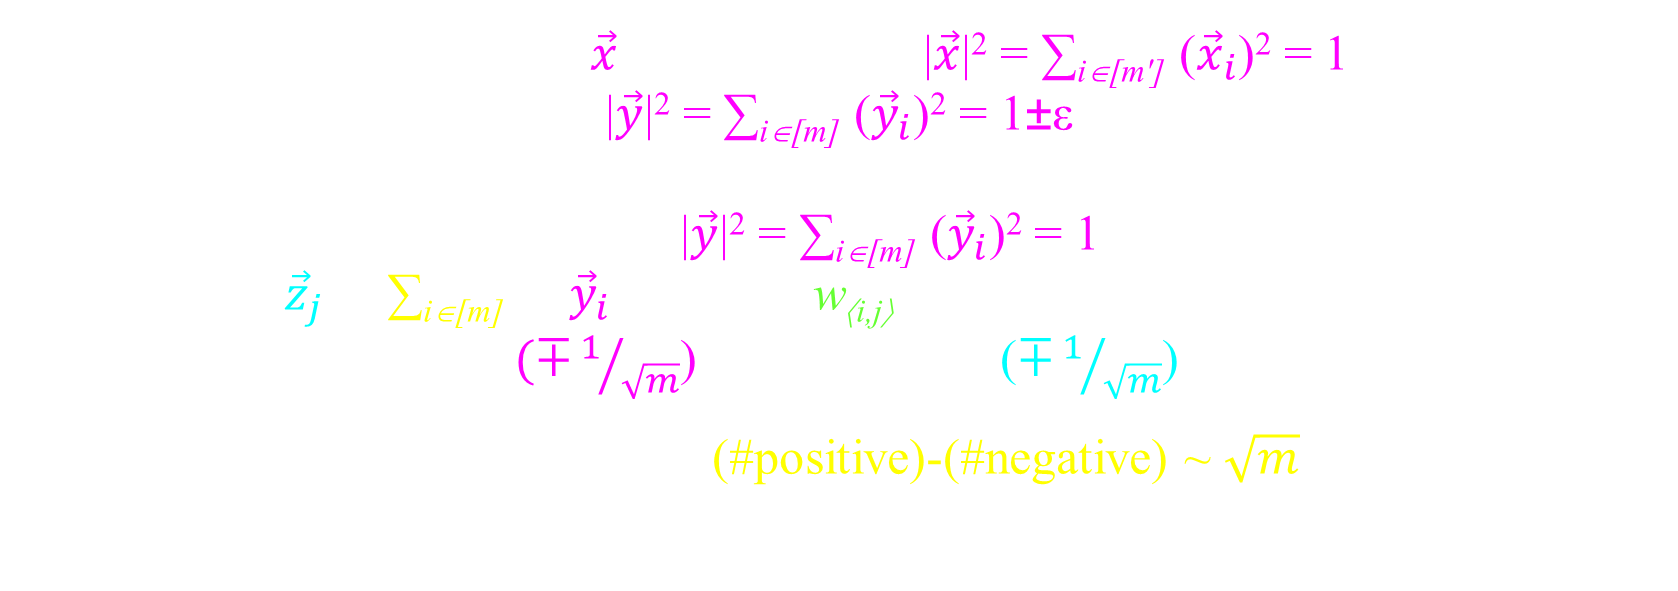 x⃗ |x⃗|² = ∑i∈[m'] (x⃗i)² = 1
|y⃗|² = ∑i∈[m] (y⃗i)² = 1±ε
|y⃗|² = ∑i∈[m] (y⃗i)² = 1
z⃗j ∑i∈[m] y⃗i w⟨i,j⟩
(∓ 1/√m) (∓ 1/√m)
(#positive)-(#negative) ~ √m